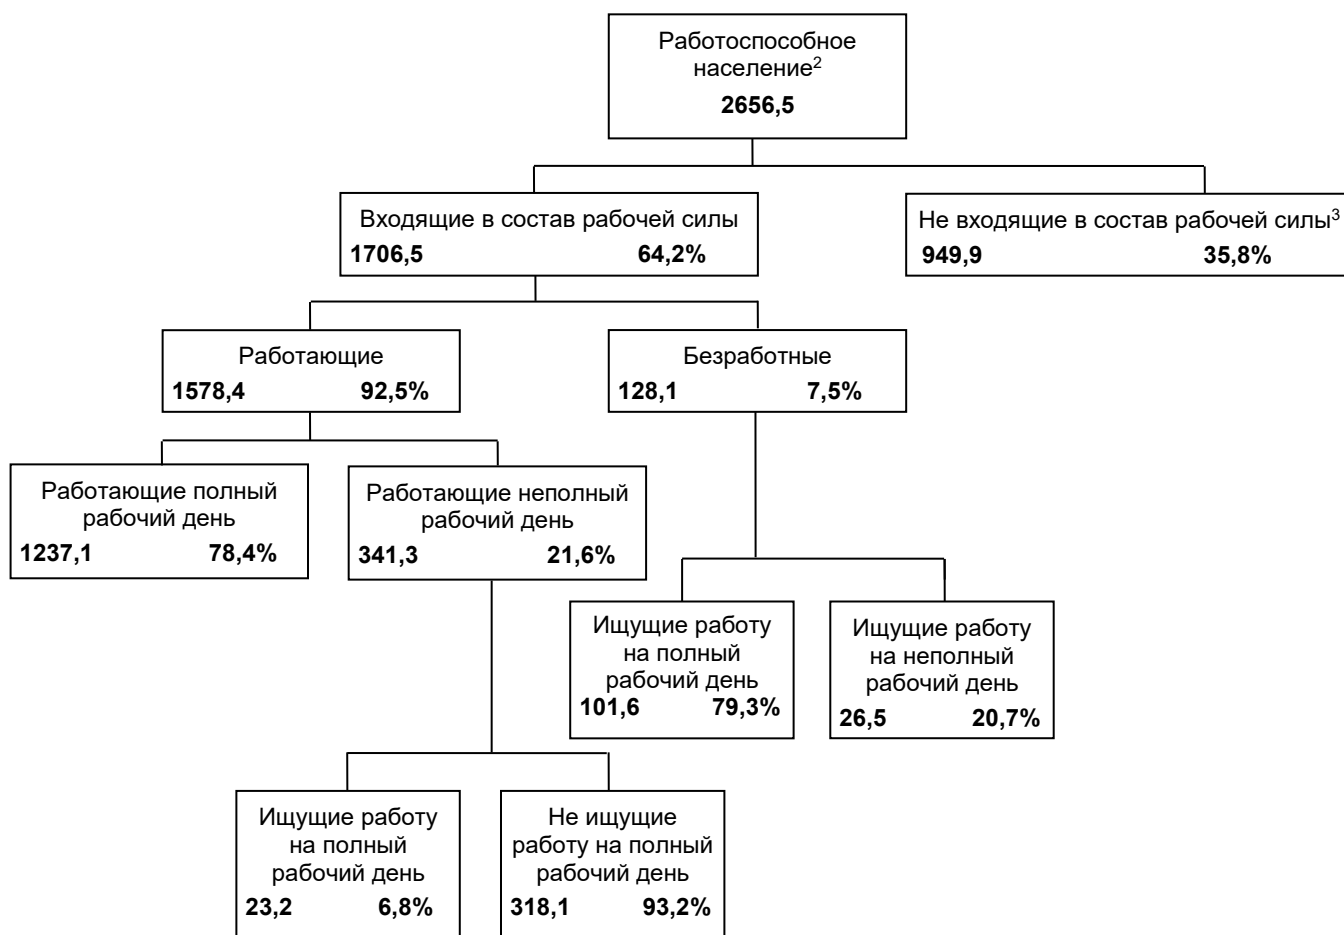 Работоспособное
население²
2656,5
Входящие в состав рабочей силы
1706,5 64,2%
Не входящие в состав рабочей силы³
949,9 35,8%
Работающие
1578,4 92,5%
Безработные
128,1 7,5%
Работающие полный
рабочий день
1237,1 78,4%
Работающие неполный
рабочий день
341,3 21,6%
Ищущие работу
на полный
рабочий день
101,6 79,3%
Ищущие работу
на неполный
рабочий день
26,5 20,7%
Ищущие работу
на полный
рабочий день
23,2 6,8%
Не ищущие
работу на полный
рабочий день
318,1 93,2%